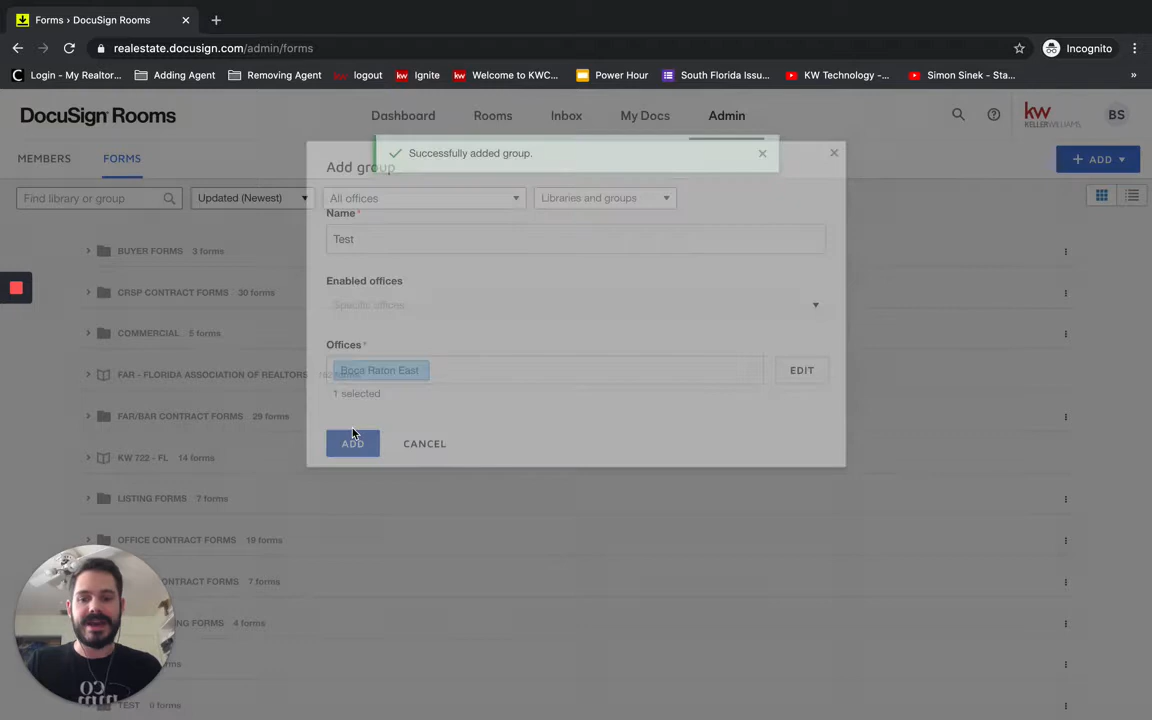 Forms › DocuSign Rooms
realestate.docusign.com/admin/forms
Incognito
Login - My Realtor...
Adding Agent
Removing Agent
logout
Ignite
Welcome to KWC...
Power Hour
South Florida Issu...
KW Technology -...
Simon Sinek - Sta...
»
DocuSign Rooms
Dashboard
Rooms
Inbox
My Docs
Admin
kw
KELLERWILLIAMS
BS
MEMBERS
FORMS
+ ADD
Successfully added group.
Add group
Find library or group
Updated (Newest)
All offices
Libraries and groups
Name*
Test
Enabled offices
Specific offices
Offices*
Boca Raton East
EDIT
1 selected
ADD
CANCEL
BUYER FORMS 3 forms
CRSP CONTRACT FORMS 30 forms
COMMERCIAL 5 forms
FAR - FLORIDA ASSOCIATION OF REALTORS
FAR/BAR CONTRACT FORMS 29 forms
KW 722 - FL 14 forms
LISTING FORMS 7 forms
OFFICE CONTRACT FORMS 19 forms
CONTRACT FORMS 7 forms
FORMS 4 forms
TEST 0 forms